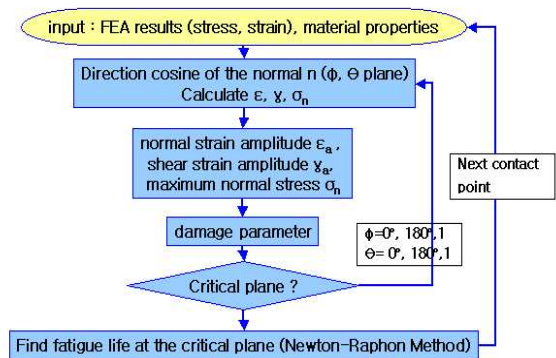 input : FEA results (stress, strain), material properties
Direction cosine of the normal n (ϕ, Θ plane)
Calculate ε, ɣ, σn
normal strain amplitude εa ,
shear strain amplitude ɣa,
maximum normal stress σn
Next contact
point
damage parameter
ϕ=0°, 180°,1
Θ= 0°, 180°,1
Critical plane ?
Find fatigue life at the critical plane (Newton-Raphon Method)